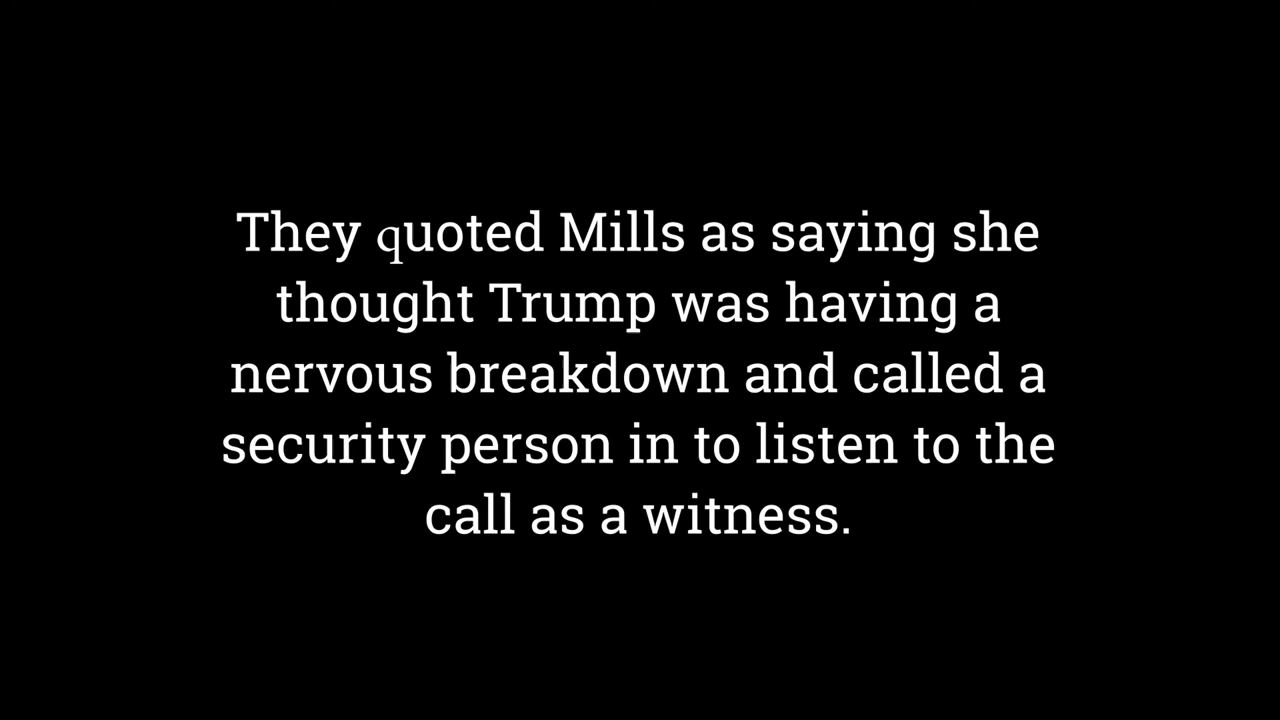 They quoted Mills as saying she
thought Trump was having a
nervous breakdown and called a
security person in to listen to the
call as a witness.